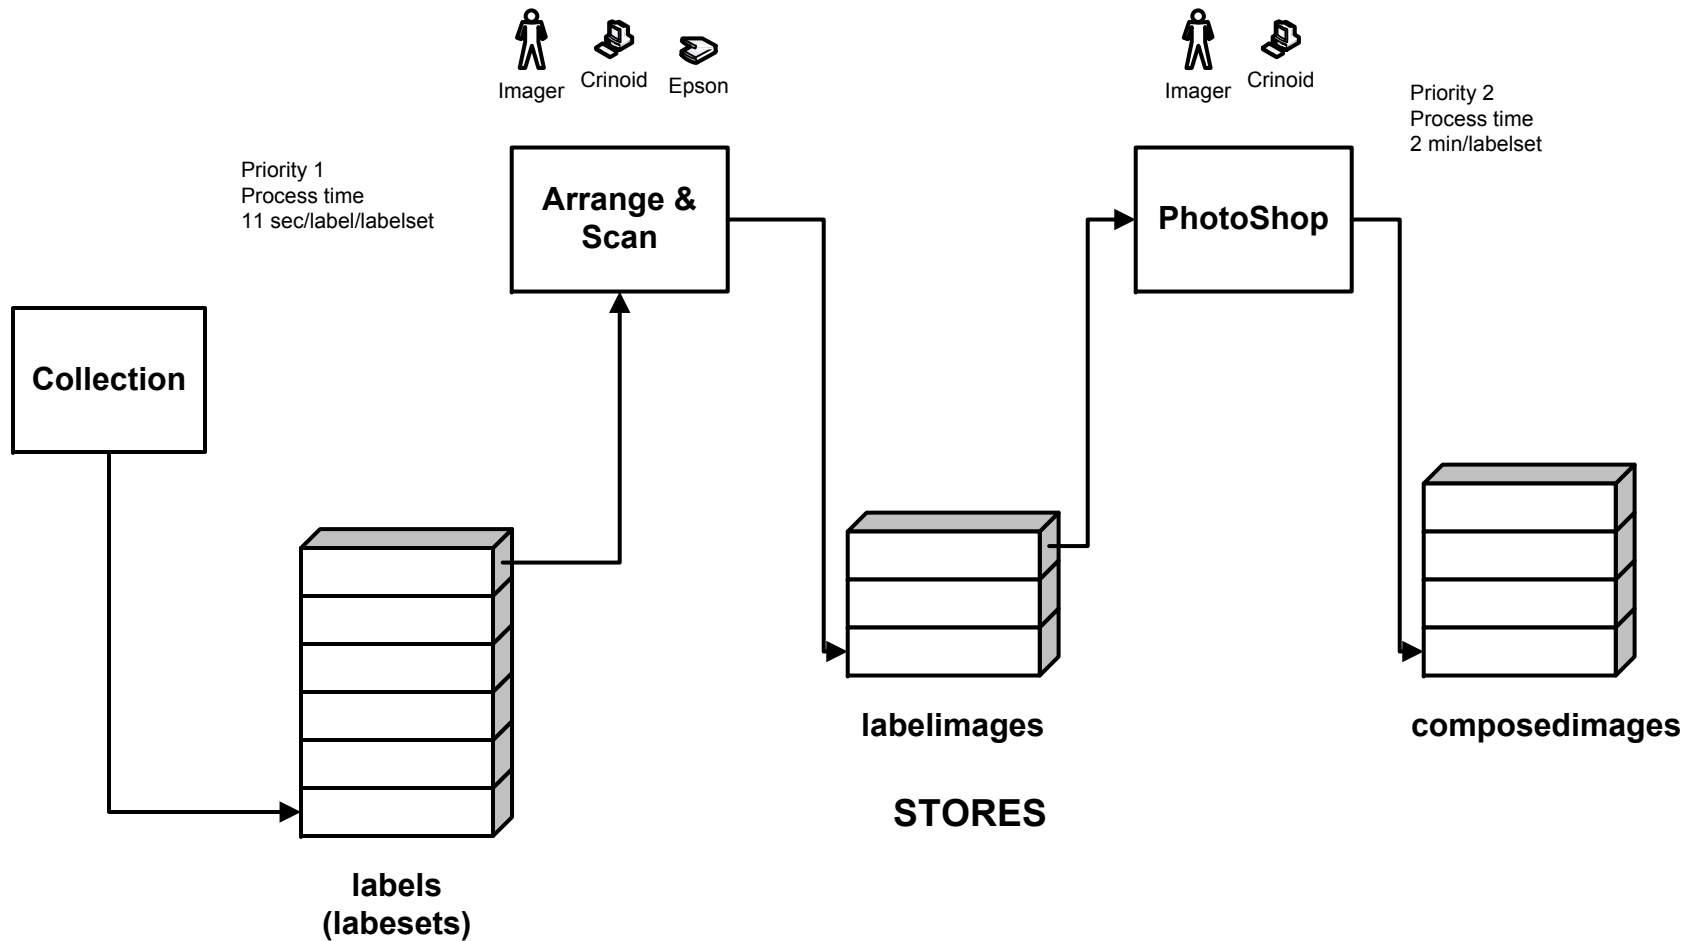 Imager
Crinoid
Epson
Imager
Crinoid
Priority 2
Process time
2 min/labelset
Priority 1
Process time
11 sec/label/labelset
Arrange &
Scan
PhotoShop
Collection
labelimages
composedimages
STORES
labels
(labesets)